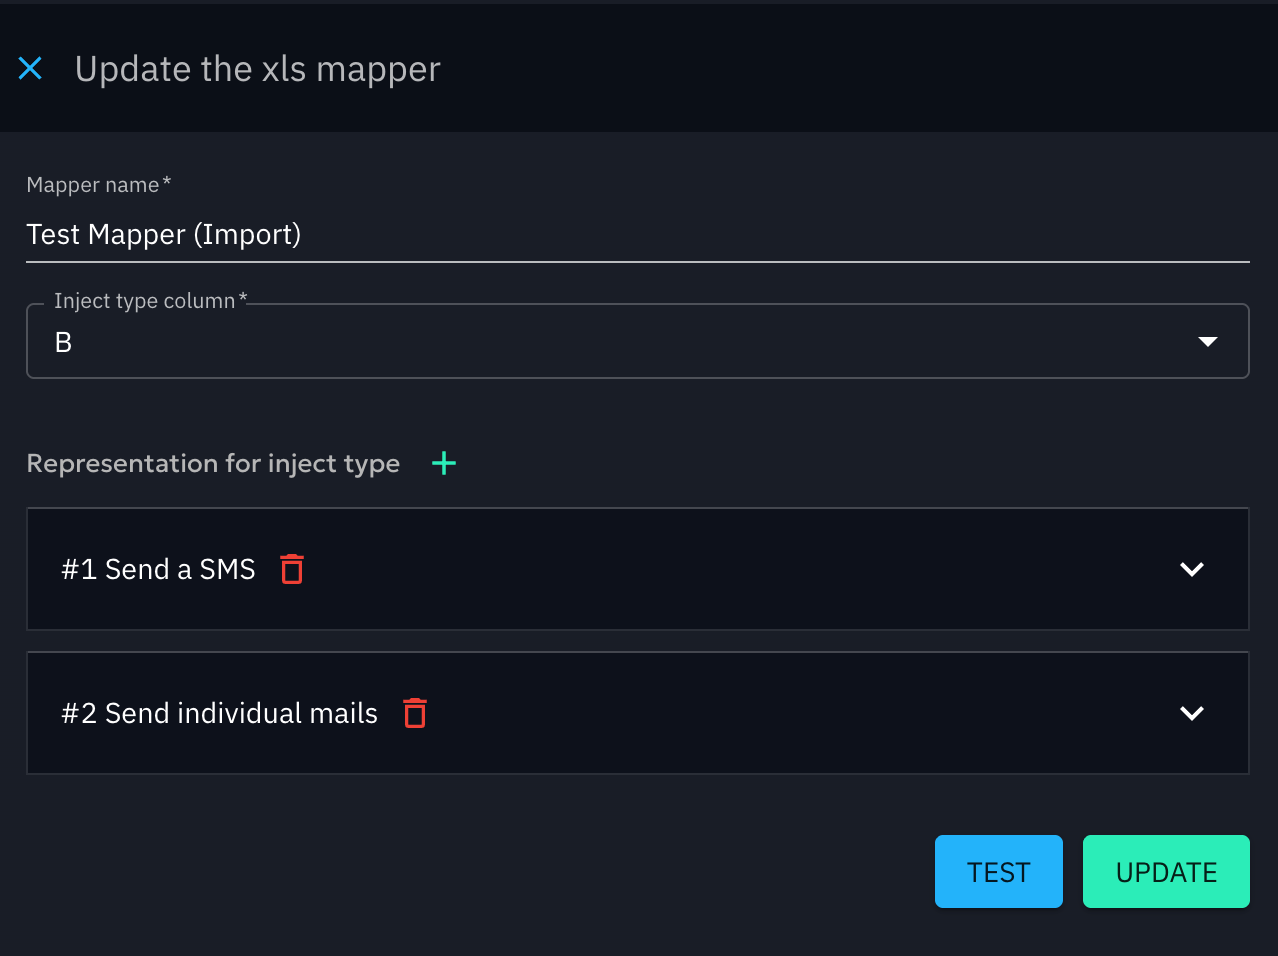 Update the xls mapper
Mapper name*
Test Mapper (Import)
Inject type column*
B
Representation for inject type
#1 Send a SMS
#2 Send individual mails
TEST
UPDATE